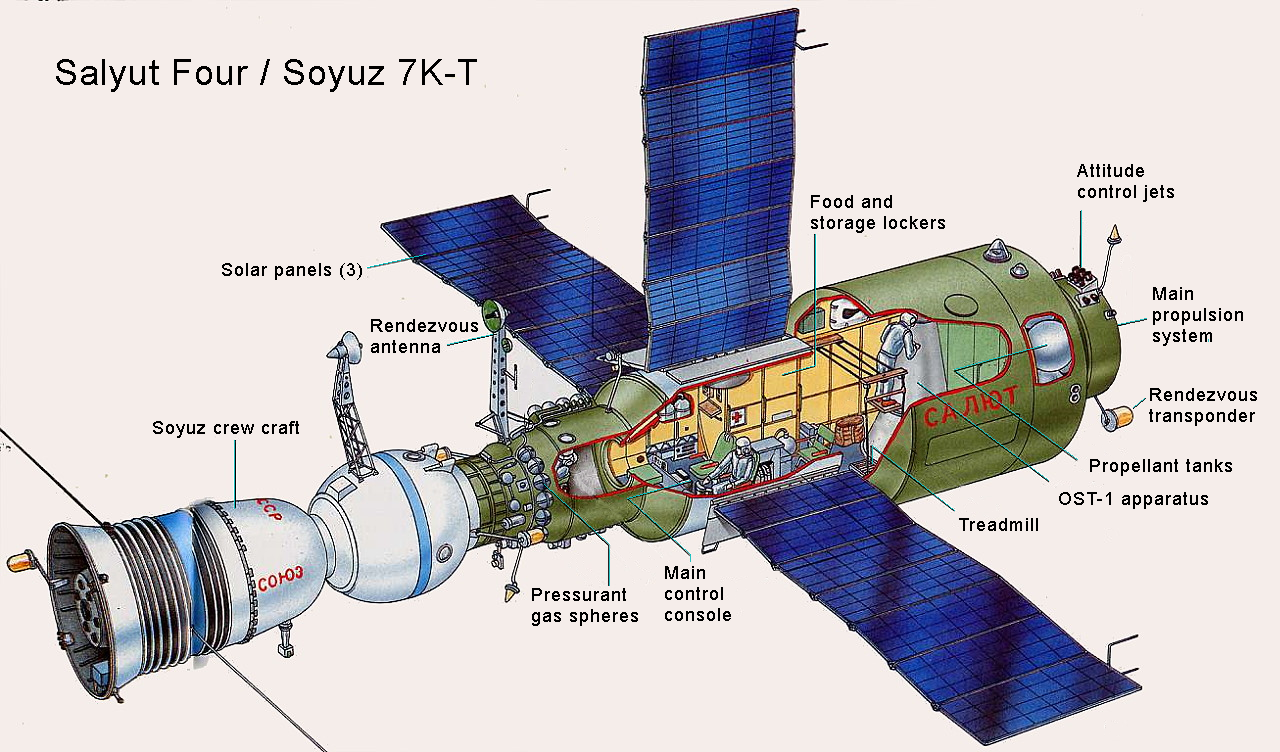 Salyut Four / Soyuz 7K-T
Attitude
control jets
Food and
storage lockers
Solar panels (3)
Main
propulsion
system
Rendezvous
antenna
Rendezvous
transponder
САЛЮТ
Soyuz crew craft
Propellant tanks
OST-1 apparatus
ССР
Treadmill
СОЮЗ
Pressurant
gas spheres
Main
control
console